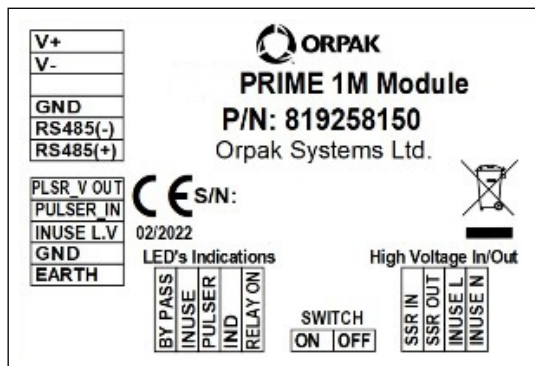 V+
V-
GND
RS485(-)
RS485(+)
ORPAK
PRIME 1M Module
P/N: 819258150
Orpak Systems Ltd.
PLSR_V OUT
PULSER_IN
INUSE L.V
GND
EARTH
CE S/N:
02/2022
LED's Indications
BY PASS
INUSE
PULSER
IND
RELAY ON
SWITCH
ON OFF
High Voltage In/Out
SSR IN
SSR OUT
INUSE L
INUSE N